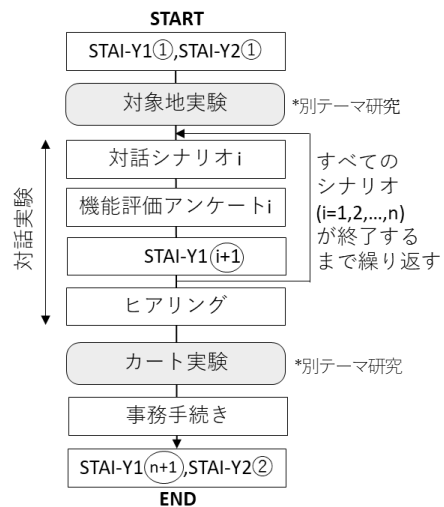 START
STAI-Y1①,STAI-Y2①
対象地実験
*別テーマ研究
対話シナリオi
機能評価アンケートi
STAI-Y1(i+1)
ヒアリング
対話実験
すべての
シナリオ
(i=1,2,...,n)
が終了する
まで繰り返す
カート実験
*別テーマ研究
事務手続き
STAI-Y1(n+1),STAI-Y2②
END